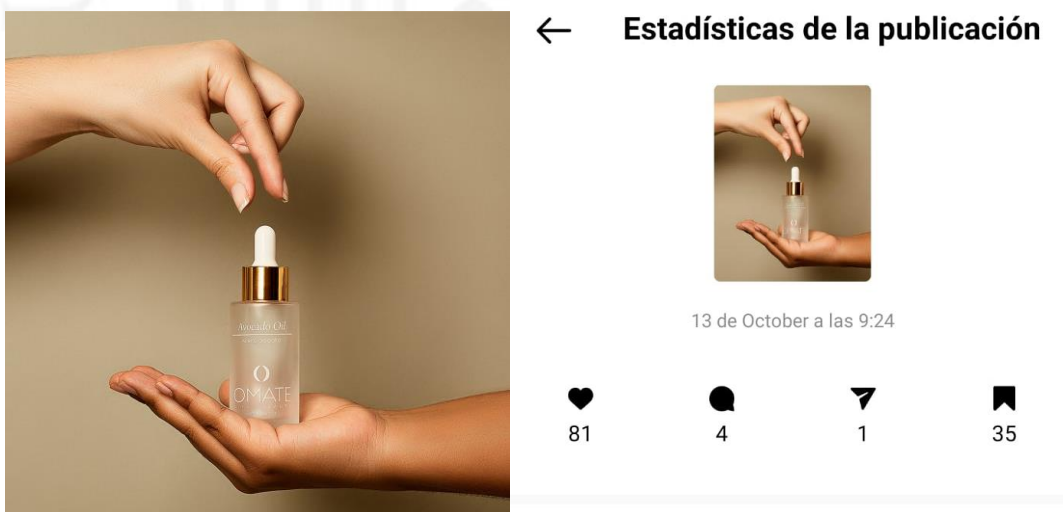 Avocado Oil
OMATE
Estadísticas de la publicación
13 de October a las 9:24
81
4
1
35